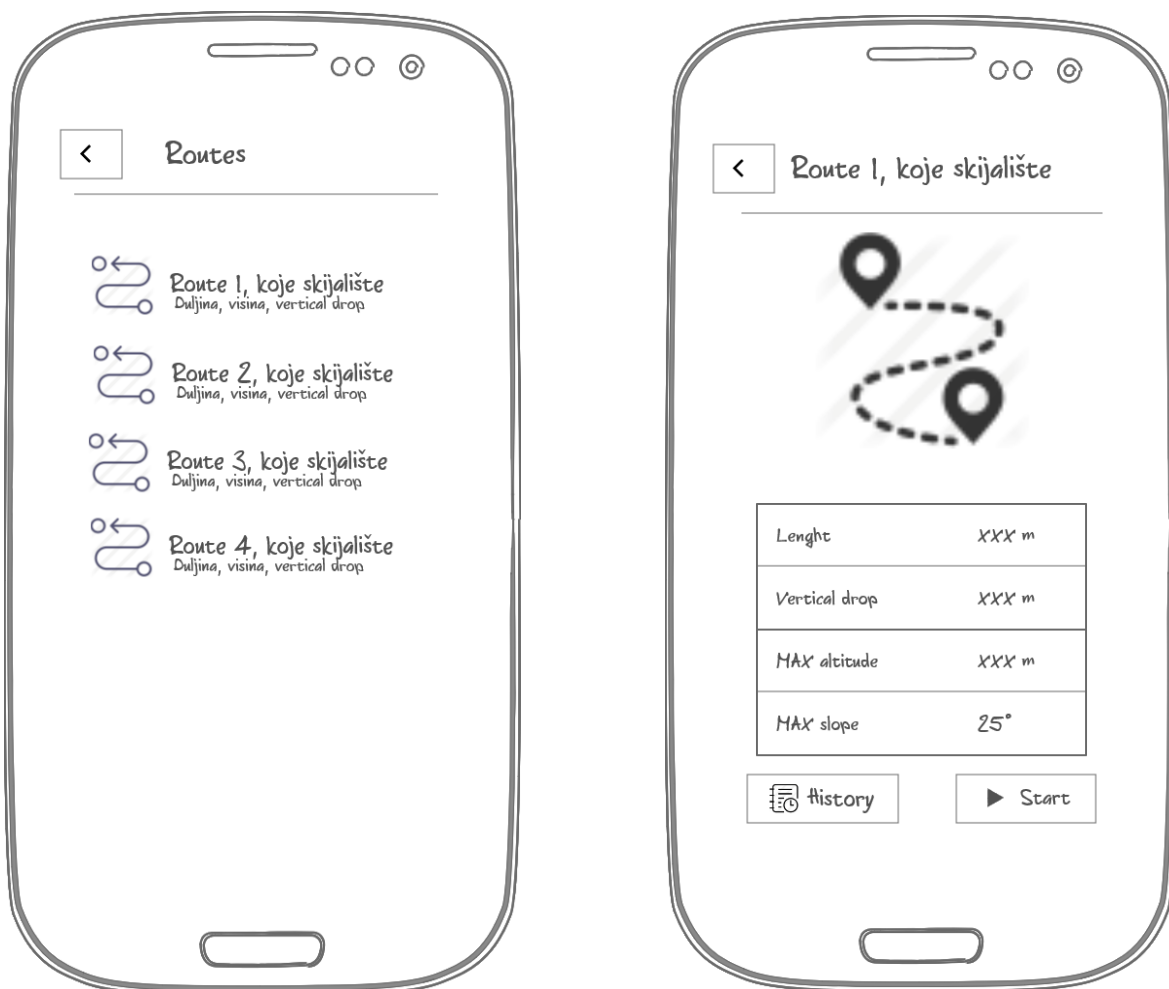 Routes
Route 1, koje skijalište
Duljina, visina, vertical drop
Route 2, koje skijalište
Duljina, visina, vertical drop
Route 3, koje skijalište
Duljina, visina, vertical drop
Route 4, koje skijalište
Duljina, visina, vertical drop
Route 1, koje skijalište
Lenght XXX m
Vertical drop XXX m
MAX altitude XXX m
MAX slope 25°
History Start